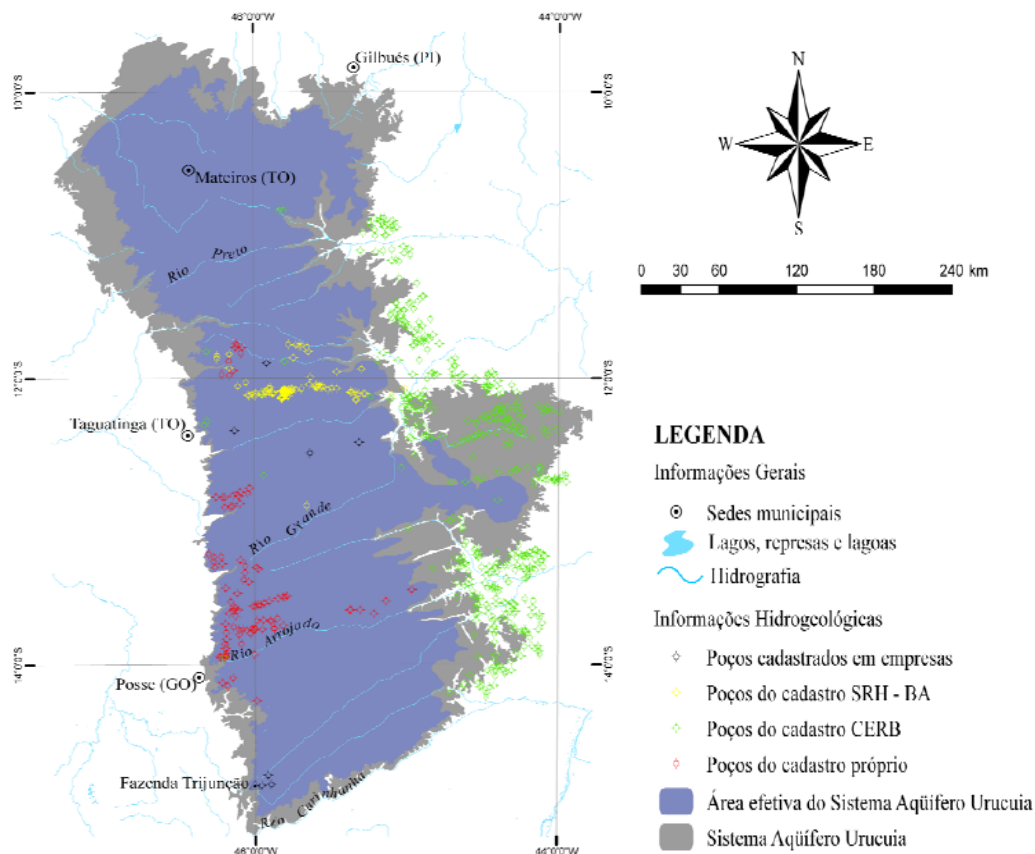 46°0'0"W
44°0'0"W
Gilbués (PI)
10°0'0"S
10°0'0"S
Mateiros (TO)
Rio Preto
12°0'0"S
12°0'0"S
Taguatinga (TO)
Rio Grande
Rio Arrojado
14°0'0"S
14°0'0"S
Posse (GO)
Fazenda Trijunção
Rio Carinhanha
46°0'0"W
44°0'0"W
N
W
E
S
0 30 60 120 180 240 km
LEGENDA
Informações Gerais
Sedes municipais
Lagos, represas e lagoas
Hidrografia
Informações Hidrogeológicas
Poços cadastrados em empresas
Poços do cadastro SRH - BA
Poços do cadastro CERB
Poços do cadastro próprio
Área efetiva do Sistema Aqüífero Urucuia
Sistema Aqüífero Urucuia